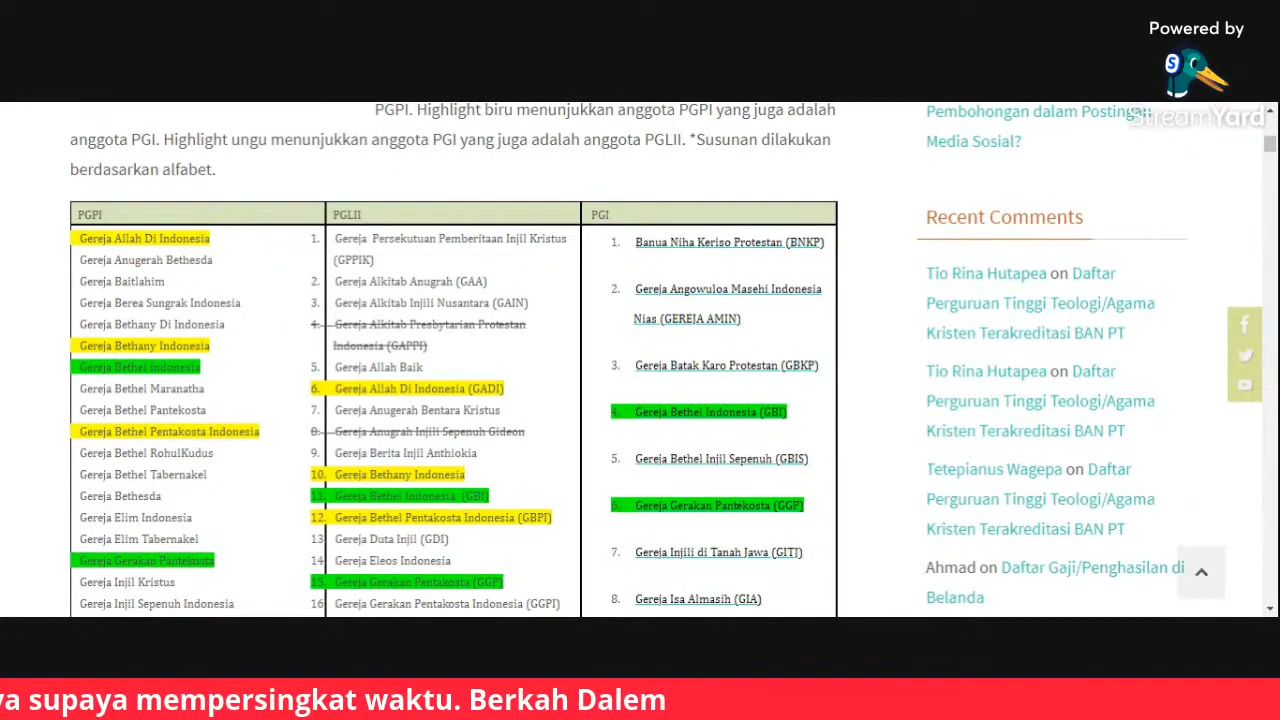 Powered by
StreamYard
PGPI. Highlight biru menunjukkan anggota PGPI yang juga adalah
anggota PGI. Highlight ungu menunjukkan anggota PGI yang juga adalah anggota PGLII. *Susunan dilakukan
berdasarkan alfabet.
PGPI
Gereja Allah Di Indonesia
Gereja Anugerah Bethesda
Gereja Baitlahim
Gereja Berea Sungrak Indonesia
Gereja Bethany Di Indonesia
Gereja Bethany Indonesia
Gereja Bethel Indonesia
Gereja Bethel Maranatha
Gereja Bethel Pantekosta
Gereja Bethel Pentakosta Indonesia
Gereja Bethel RohulKudus
Gereja Bethel Tabernakel
Gereja Bethesda
Gereja Elim Indonesia
Gereja Elim Tabernakel
Gereja Gerakan Pantekosta
Gereja Injil Kristus
Gereja Injil Sepenuh Indonesia
PGLII
1. Gereja Persekutuan Pemberitaan Injil Kristus
(GPPIK)
2. Gereja Alkitab Anugrah (GAA)
3. Gereja Alkitab Injili Nusantara (GAIN)
4. Gereja Alkitab Presbytarian Protestan
Indonesia (GAPPI)
5. Gereja Allah Baik
6. Gereja Allah Di Indonesia (GADI)
7. Gereja Anugerah Bentara Kristus
8. Gereja Anugrah Injili Sepenuh Gideon
9. Gereja Berita Injil Anthiokia
10. Gereja Bethany Indonesia
11. Gereja Bethel Indonesia (GBI)
12. Gereja Bethel Pentakosta Indonesia (GBPI)
13 Gereja Duta Injil (GDI)
14 Gereja Eleos Indonesia
15. Gereja Gerakan Pentakosta (GGP)
16 Gereja Gerakan Pantekosta Indonesia (GGPI)
PGI
1. Banua Niha Keriso Protestan (BNKP)
2. Gereja Angowuloa Masehi Indonesia
Nias (GEREJA AMIN)
3. Gereja Batak Karo Protestan (GBKP)
4. Gereja Bethel Indonesia (GBI)
5. Gereja Bethel Injil Sepenuh (GBIS)
6. Gereja Gerakan Pantekosta (GGP)
7. Gereja Injili di Tanah Jawa (GITJ)
8. Gereja Isa Almasih (GIA)
Pembohongan dalam Postingan
Media Sosial?
Recent Comments
Tio Rina Hutapea on Daftar
Perguruan Tinggi Teologi/Agama
Kristen Terakreditasi BAN PT
Tio Rina Hutapea on Daftar
Perguruan Tinggi Teologi/Agama
Kristen Terakreditasi BAN PT
Tetepianus Wagepa on Daftar
Perguruan Tinggi Teologi/Agama
Kristen Terakreditasi BAN PT
Ahmad on Daftar Gaji/Penghasilan di
Belanda
ya supaya mempersingkat waktu. Berkah Dalem